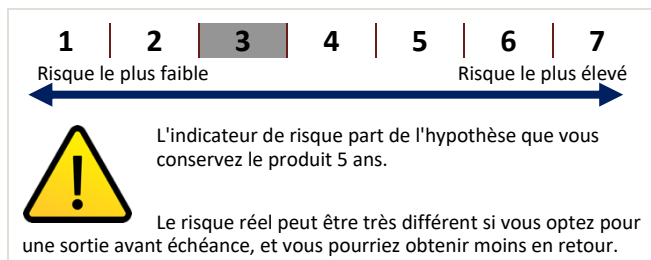 1 2 3 4 5 6 7
Risque le plus faible Risque le plus élevé
L'indicateur de risque part de l'hypothèse que vous
conservez le produit 5 ans.
Le risque réel peut être très différent si vous optez pour
une sortie avant échéance, et vous pourriez obtenir moins en retour.